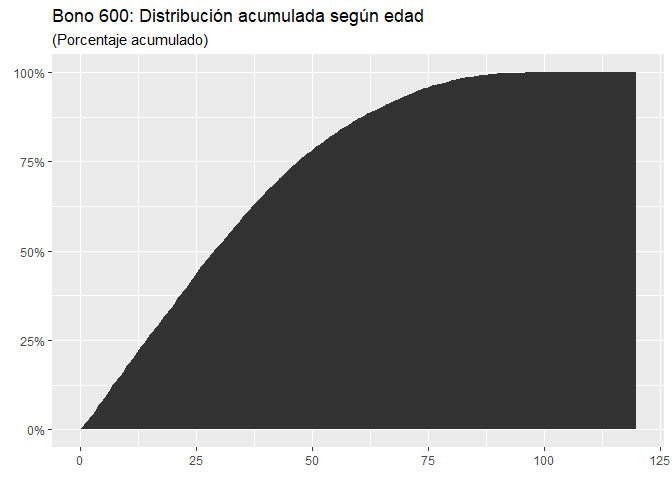 Bono 600: Distribución acumulada según edad
(Porcentaje acumulado)
100%
75%
50%
25%
0%
0 25 50 75 100 125